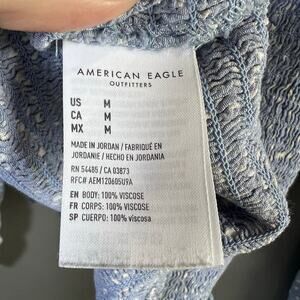 AMERICAN EAGLE
OUTFITTERS
US M
CA M
MX M
MADE IN JORDAN / FABRIQUÉ EN
JORDANIE / HECHO EN JORDANIA
RN 54485 / CA 03873
RFC# AEM120605U9A
EN BODY: 100% VISCOSE
FR CORPS: 100% VISCOSE
SP CUERPO: 100% viscosa